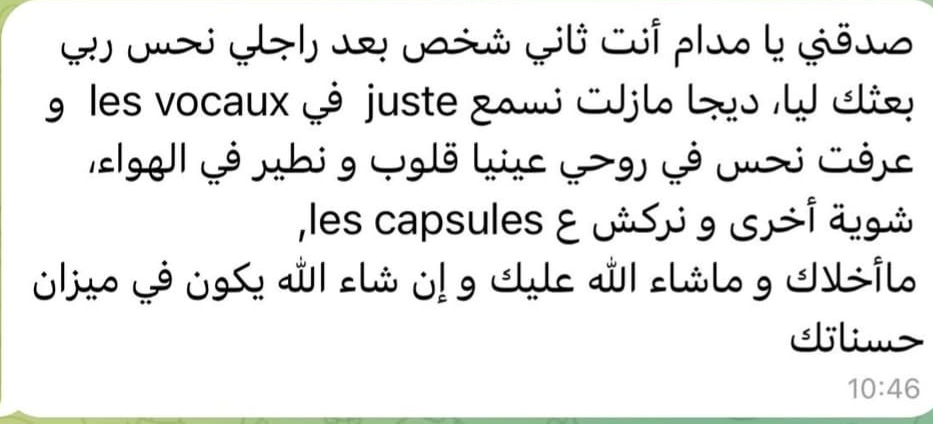 صدقني يا مدام أنت ثاني شخص بعد راجلي نحس ربي
بعثك ليا، ديجا مازلت نسمع juste في les vocaux و
عرفت نحس في روحي عينيا قلوب و نطير في الهواء،
شوية أخرى و نركش ع les capsules,
ماأخلاك و ماشاء الله عليك و إن شاء الله يكون في ميزان
حسناتك
10:46